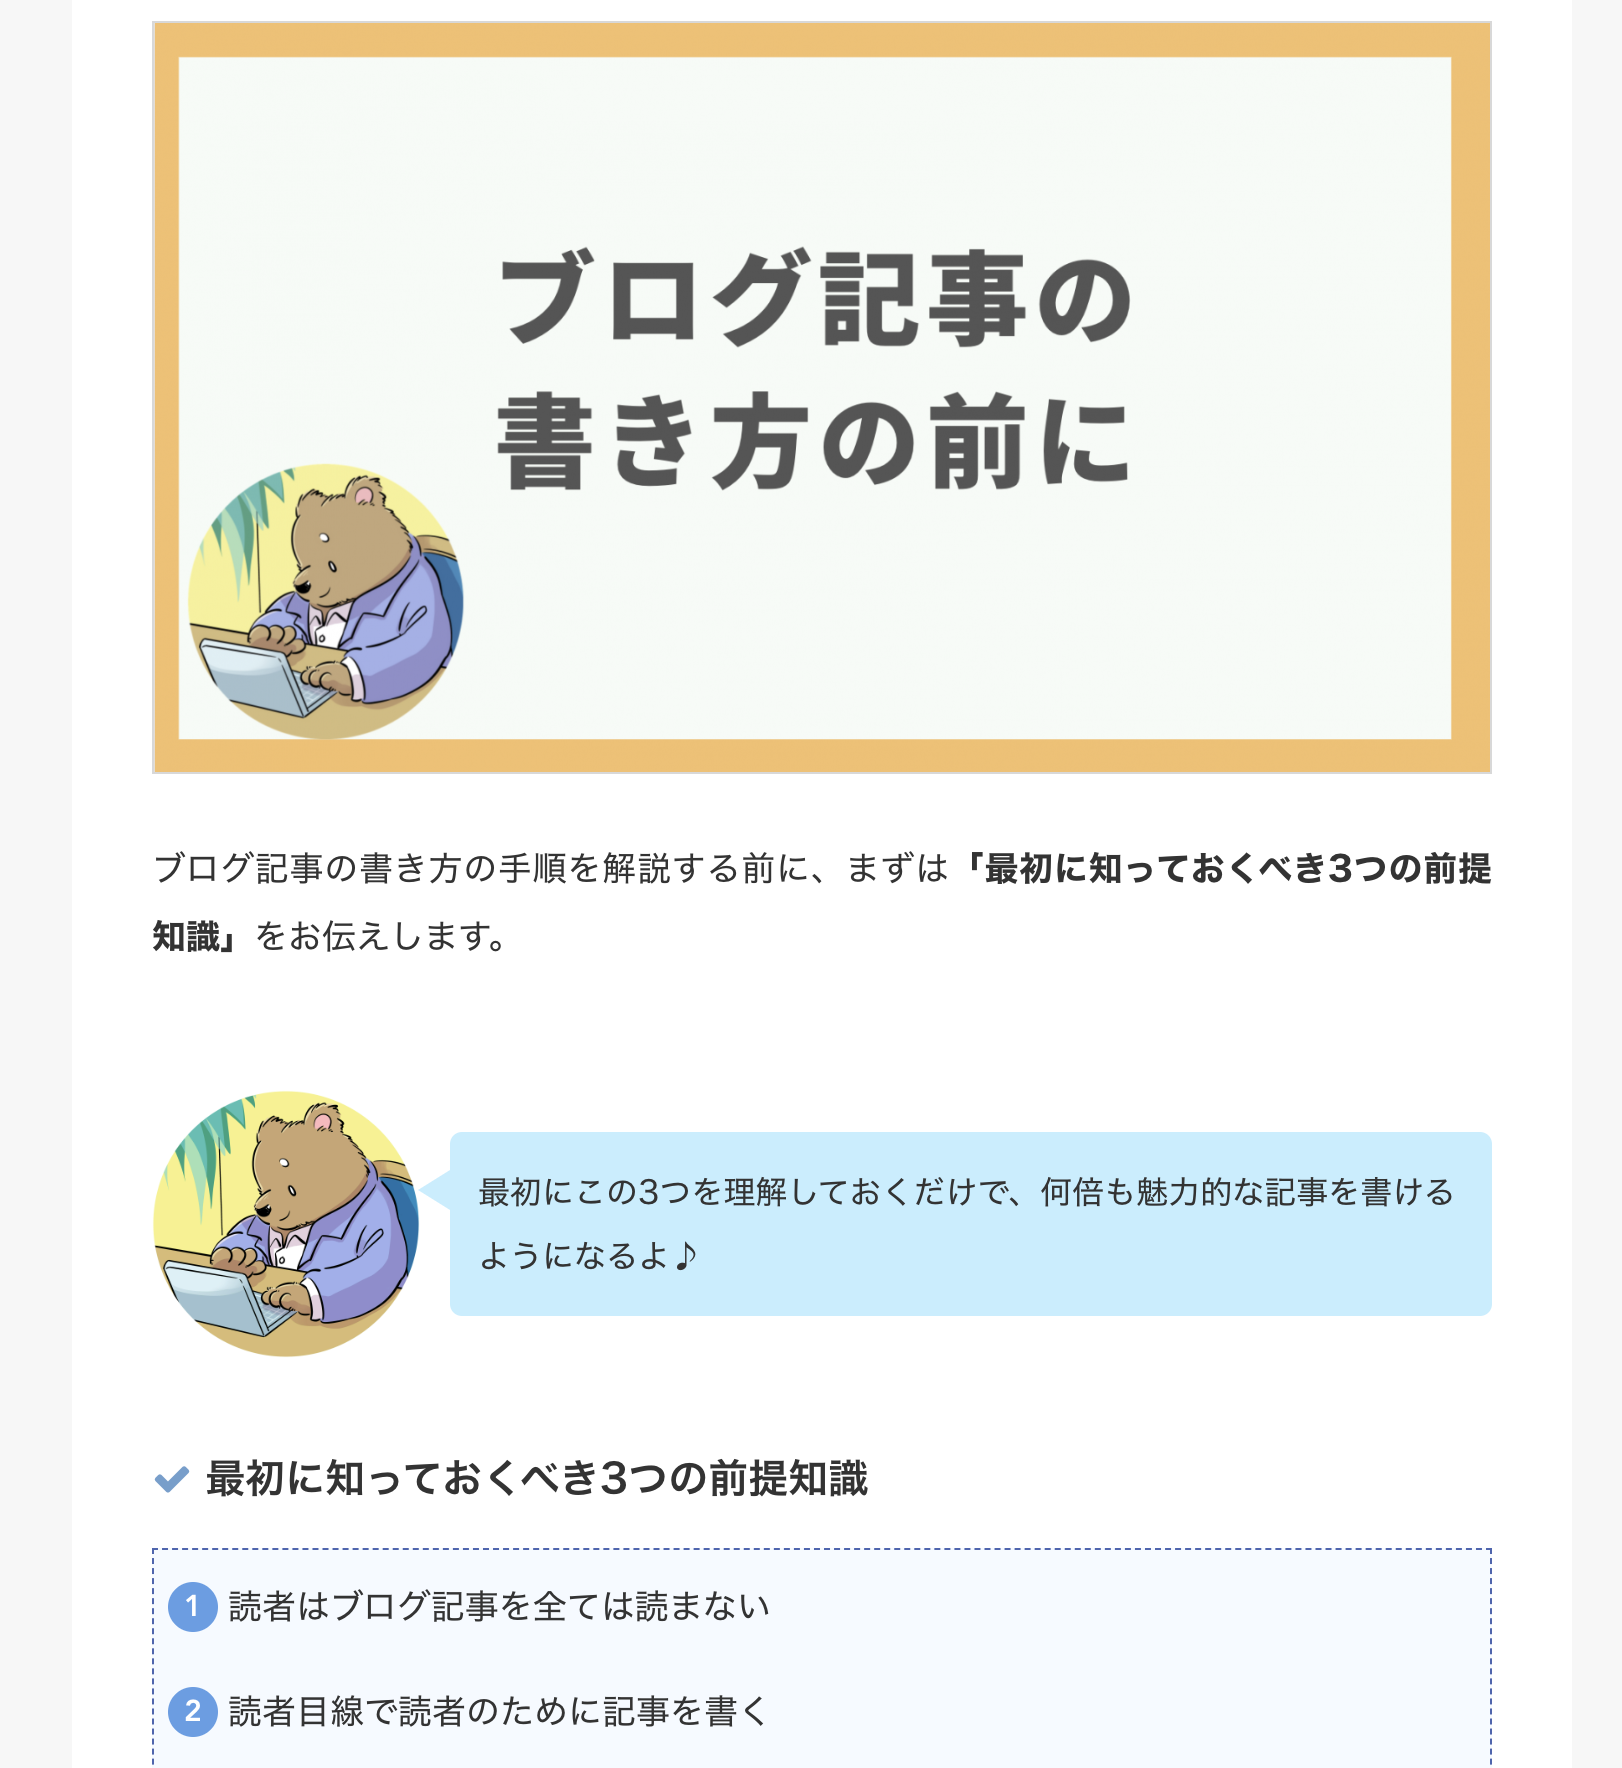 ブログ記事の
書き方の前に
ブログ記事の書き方の手順を解説する前に、まずは「最初に知っておくべき3つの前提
知識」をお伝えします。
最初にこの3つを理解しておくだけで、何倍も魅力的な記事を書ける
ようになるよ♪
最初に知っておくべき3つの前提知識
1 読者はブログ記事を全ては読まない
2 読者目線で読者のために記事を書く